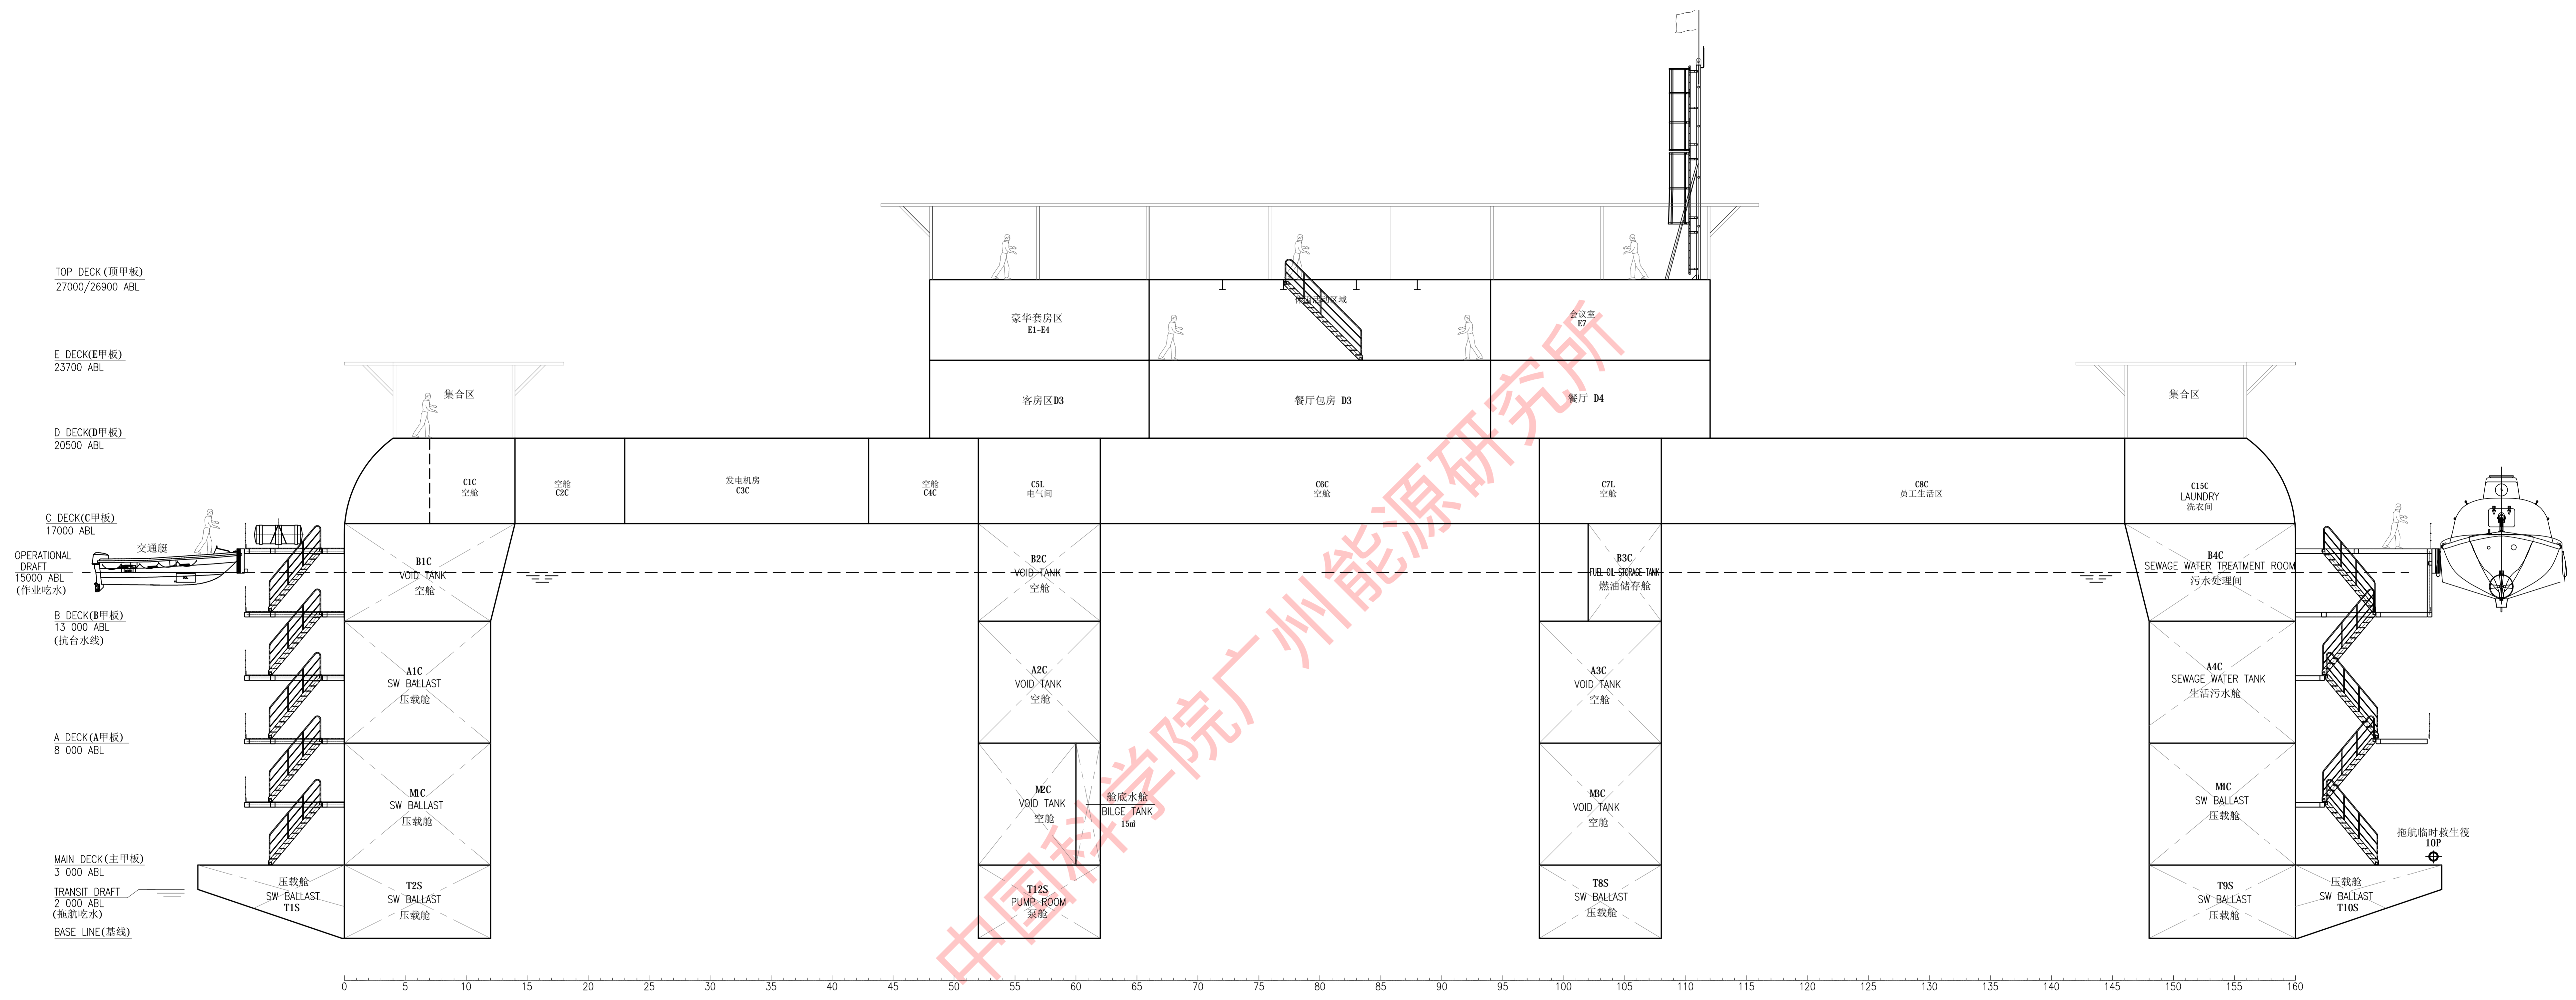 TOP DECK(顶甲板)
27000/26900 ABL
豪华套房区
E1~E4
会议室
E7
E DECK(E甲板)
23700 ABL
客房区D3
餐厅包房 D3
餐厅 D4
集合区
集合区
D DECK(D甲板)
20500 ABL
C1C
空舱
空舱
C2C
发电机房
C3C
空舱
C4C
C5L
电气间
C6C
空舱
C7L
空舱
C8C
员工生活区
C15C
LAUNDRY
洗衣间
C DECK(C甲板)
17000 ABL
交通艇
OPERATIONAL
DRAFT
15000 ABL
(作业吃水)
B1C
VOID TANK
空舱
B2C
VOID TANK
空舱
B3C
FUEL OIL STORAGE TANK
燃油储存舱
B4C
SEWAGE WATER TREATMENT ROOM
污水处理间
B DECK(B甲板)
13 000 ABL
(抗台水线)
A1C
SW BALLAST
压载舱
A2C
VOID TANK
空舱
A3C
VOID TANK
空舱
A4C
SEWAGE WATER TANK
生活污水舱
A DECK(A甲板)
8 000 ABL
M1C
SW BALLAST
压载舱
M2C
VOID TANK
空舱
舱底水舱
BILGE TANK
15㎥
M3C
VOID TANK
空舱
M4C
SW BALLAST
压载舱
拖航临时救生筏
10P
MAIN DECK(主甲板)
3 000 ABL
TRANSIT DRAFT
2 000 ABL
(拖航吃水)
BASE LINE(基线)
压载舱
SW BALLAST
T1S
T2S
SW BALLAST
压载舱
T12S
PUMP ROOM
泵舱
T8S
SW BALLAST
压载舱
T9S
SW BALLAST
压载舱
压载舱
SW BALLAST
T10S
中国科学院广州能源研究所
0 5 10 15 20 25 30 35 40 45 50 55 60 65 70 75 80 85 90 95 100 105 110 115 120 125 130 135 140 145 150 155 160